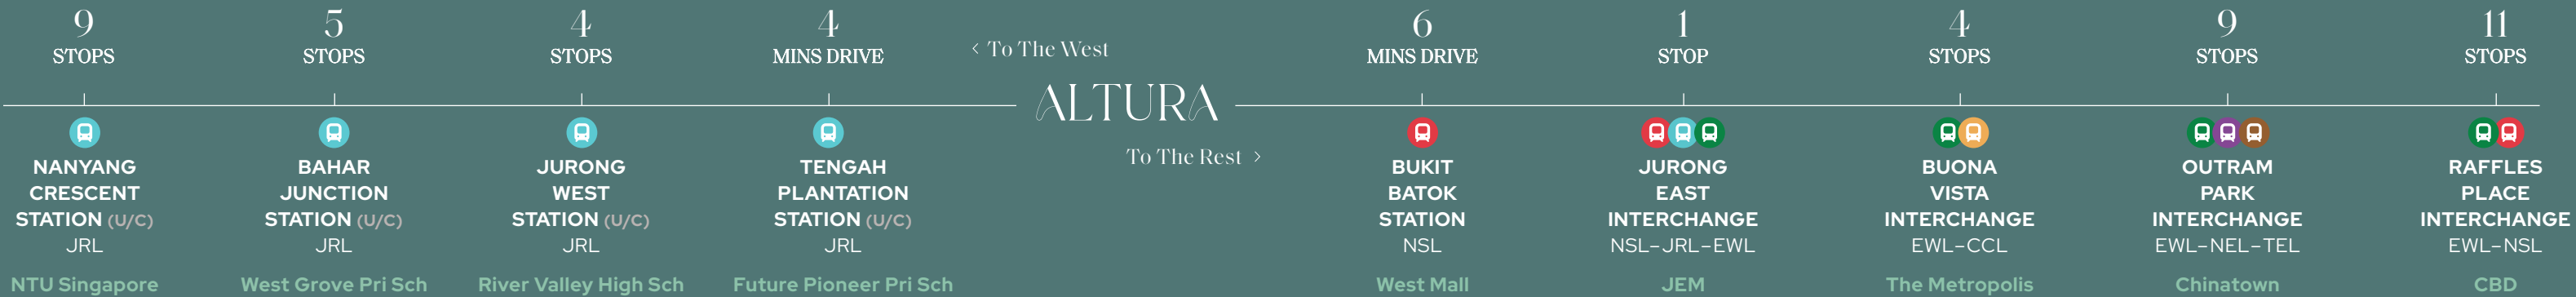 9
STOPS
NANYANG
CRESCENT
STATION (U/C)
JRL
NTU Singapore
5
STOPS
BAHAR
JUNCTION
STATION (U/C)
JRL
West Grove Pri Sch
4
STOPS
JURONG
WEST
STATION (U/C)
JRL
River Valley High Sch
4
MINS DRIVE
TENGAH
PLANTATION
STATION (U/C)
JRL
Future Pioneer Pri Sch
< To The West
ALTURA
To The Rest >
6
MINS DRIVE
BUKIT
BATOK
STATION
NSL
West Mall
1
STOP
JURONG
EAST
INTERCHANGE
NSL–JRL–EWL
JEM
4
STOPS
BUONA
VISTA
INTERCHANGE
EWL–CCL
The Metropolis
9
STOPS
OUTRAM
PARK
INTERCHANGE
EWL–NEL–TEL
Chinatown
11
STOPS
RAFFLES
PLACE
INTERCHANGE
EWL–NSL
CBD